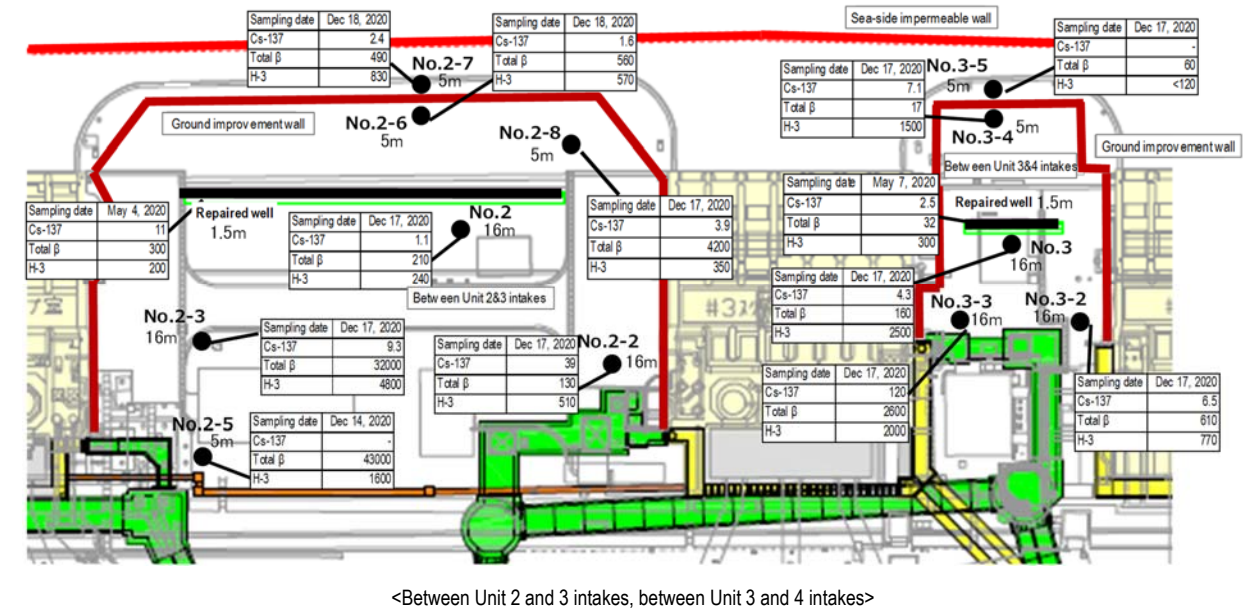 Sea-side impermeable wall
Sampling date Dec 18, 2020
Cs-137 2.4
Total β 490
H-3 830
No.2-7
5m
Sampling date Dec 18, 2020
Cs-137 1.6
Total β 560
H-3 570
No.2-6
5m
Ground improvement wall
No.2-8
5m
Sampling date Dec 17, 2020
Cs-137 3.9
Total β 4200
H-3 350
Sampling date May 4, 2020
Cs-137 11
Total β 300
H-3 200
Repaired well
1.5m
Sampling date Dec 17, 2020
Cs-137 1.1
Total β 210
H-3 240
No.2
16m
Between Unit 2&3 intakes
No.2-3
16m
Sampling date Dec 17, 2020
Cs-137 9.3
Total β 32000
H-3 4800
Sampling date Dec 17, 2020
Cs-137 39
Total β 130
H-3 510
No.2-2
16m
No.2-5
5m
Sampling date Dec 14, 2020
Cs-137 -
Total β 43000
H-3 1600
Sampling date Dec 17, 2020
Cs-137 -
Total β 60
H-3 <120
No.3-5
5m
Sampling date Dec 17, 2020
Cs-137 7.1
Total β 17
H-3 1500
5m
No.3-4
Ground improvement wall
Between Unit 3&4 intakes
Sampling date May 7, 2020
Cs-137 2.5
Total β 32
H-3 300
Repaired well 1.5m
No.3
16m
Sampling date Dec 17, 2020
Cs-137 4.3
Total β 160
H-3 2500
#3ｽｸ
No.3-3
16m
No.3-2
16m
Sampling date Dec 17, 2020
Cs-137 120
Total β 2600
H-3 2000
Sampling date Dec 17, 2020
Cs-137 6.5
Total β 610
H-3 770
<Between Unit 2 and 3 intakes, between Unit 3 and 4 intakes>